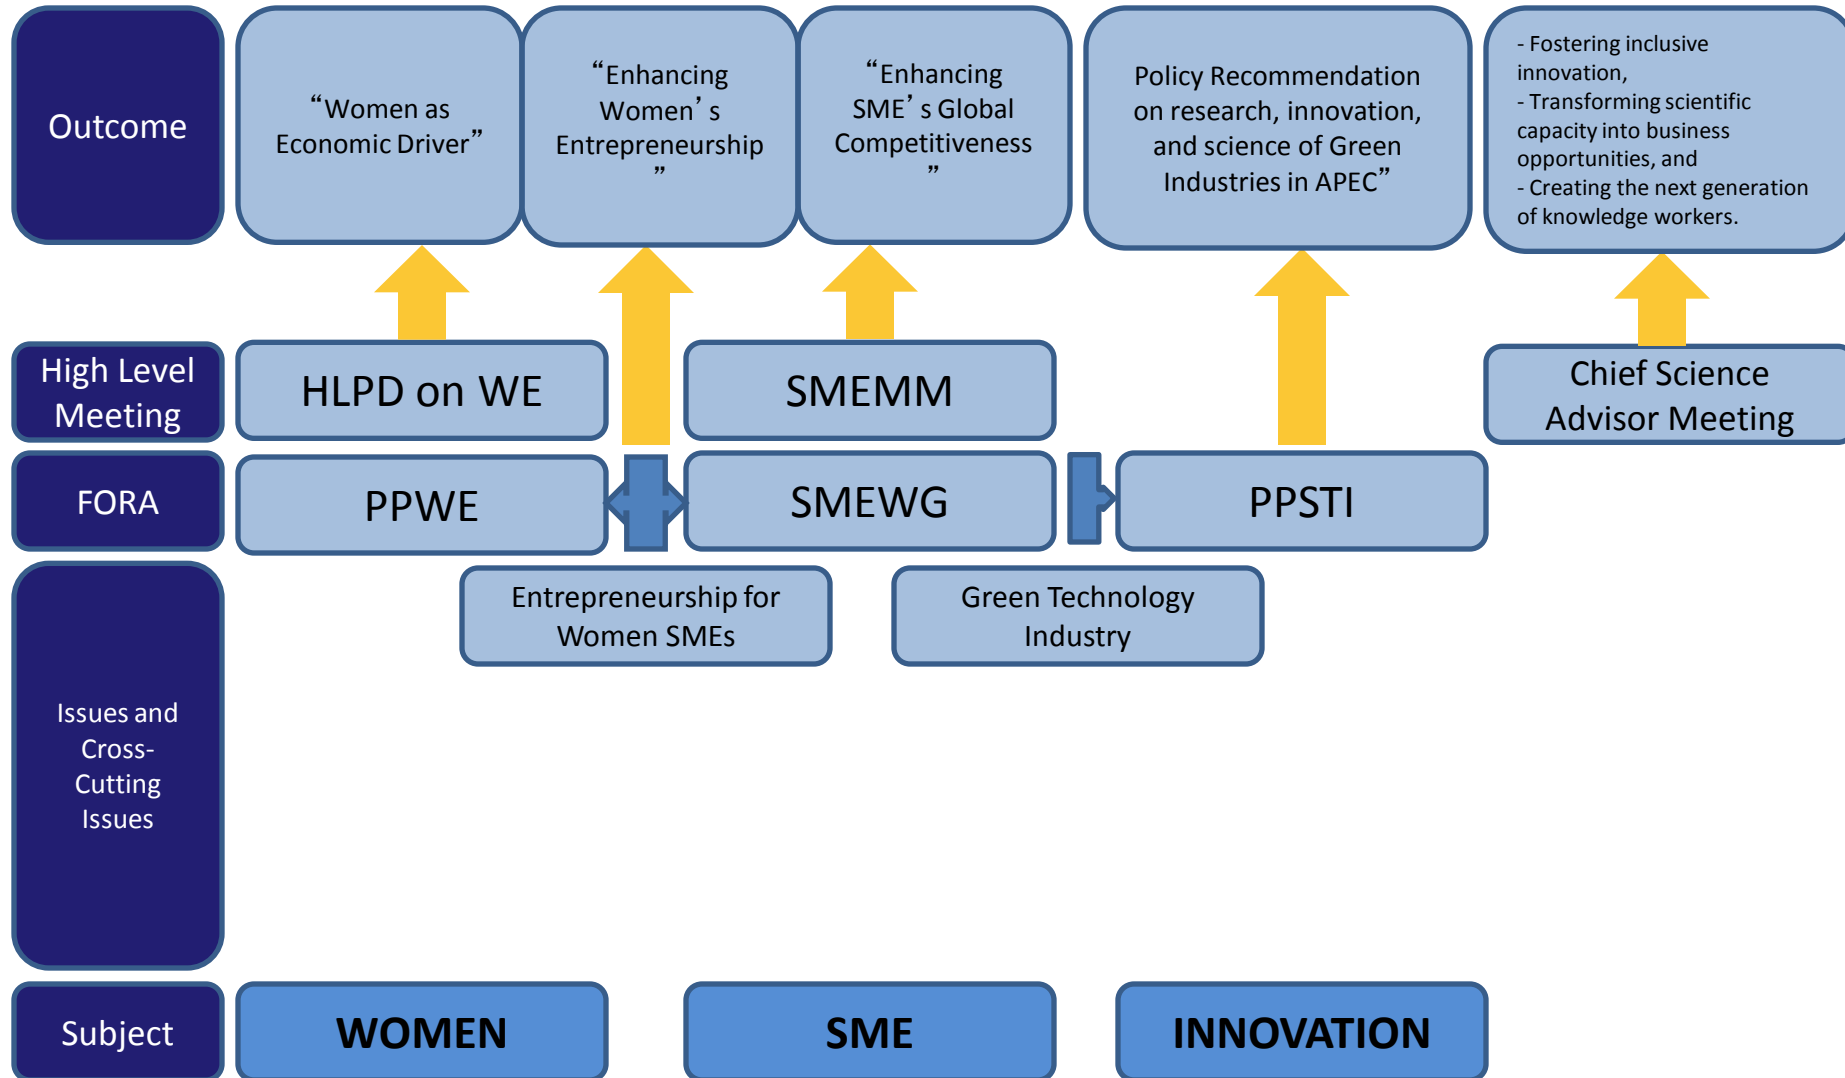 Outcome
“Women as
Economic Driver”
“Enhancing
Women’s
Entrepreneurship
”
“Enhancing
SME’s Global
Competitiveness
”
Policy Recommendation
on research, innovation,
and science of Green
Industries in APEC”
- Fostering inclusive
innovation,
- Transforming scientific
capacity into business
opportunities, and
- Creating the next generation
of knowledge workers.
High Level
Meeting
HLPD on WE
SMEMM
Chief Science
Advisor Meeting
FORA
PPWE
SMEWG
PPSTI
Issues and
Cross-
Cutting
Issues
Entrepreneurship for
Women SMEs
Green Technology
Industry
Subject
WOMEN
SME
INNOVATION